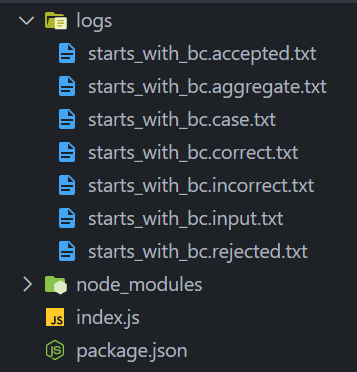 logs
starts_with_bc.accepted.txt
starts_with_bc.aggregate.txt
starts_with_bc.case.txt
starts_with_bc.correct.txt
starts_with_bc.incorrect.txt
starts_with_bc.input.txt
starts_with_bc.rejected.txt
node_modules
JS index.js
package.json